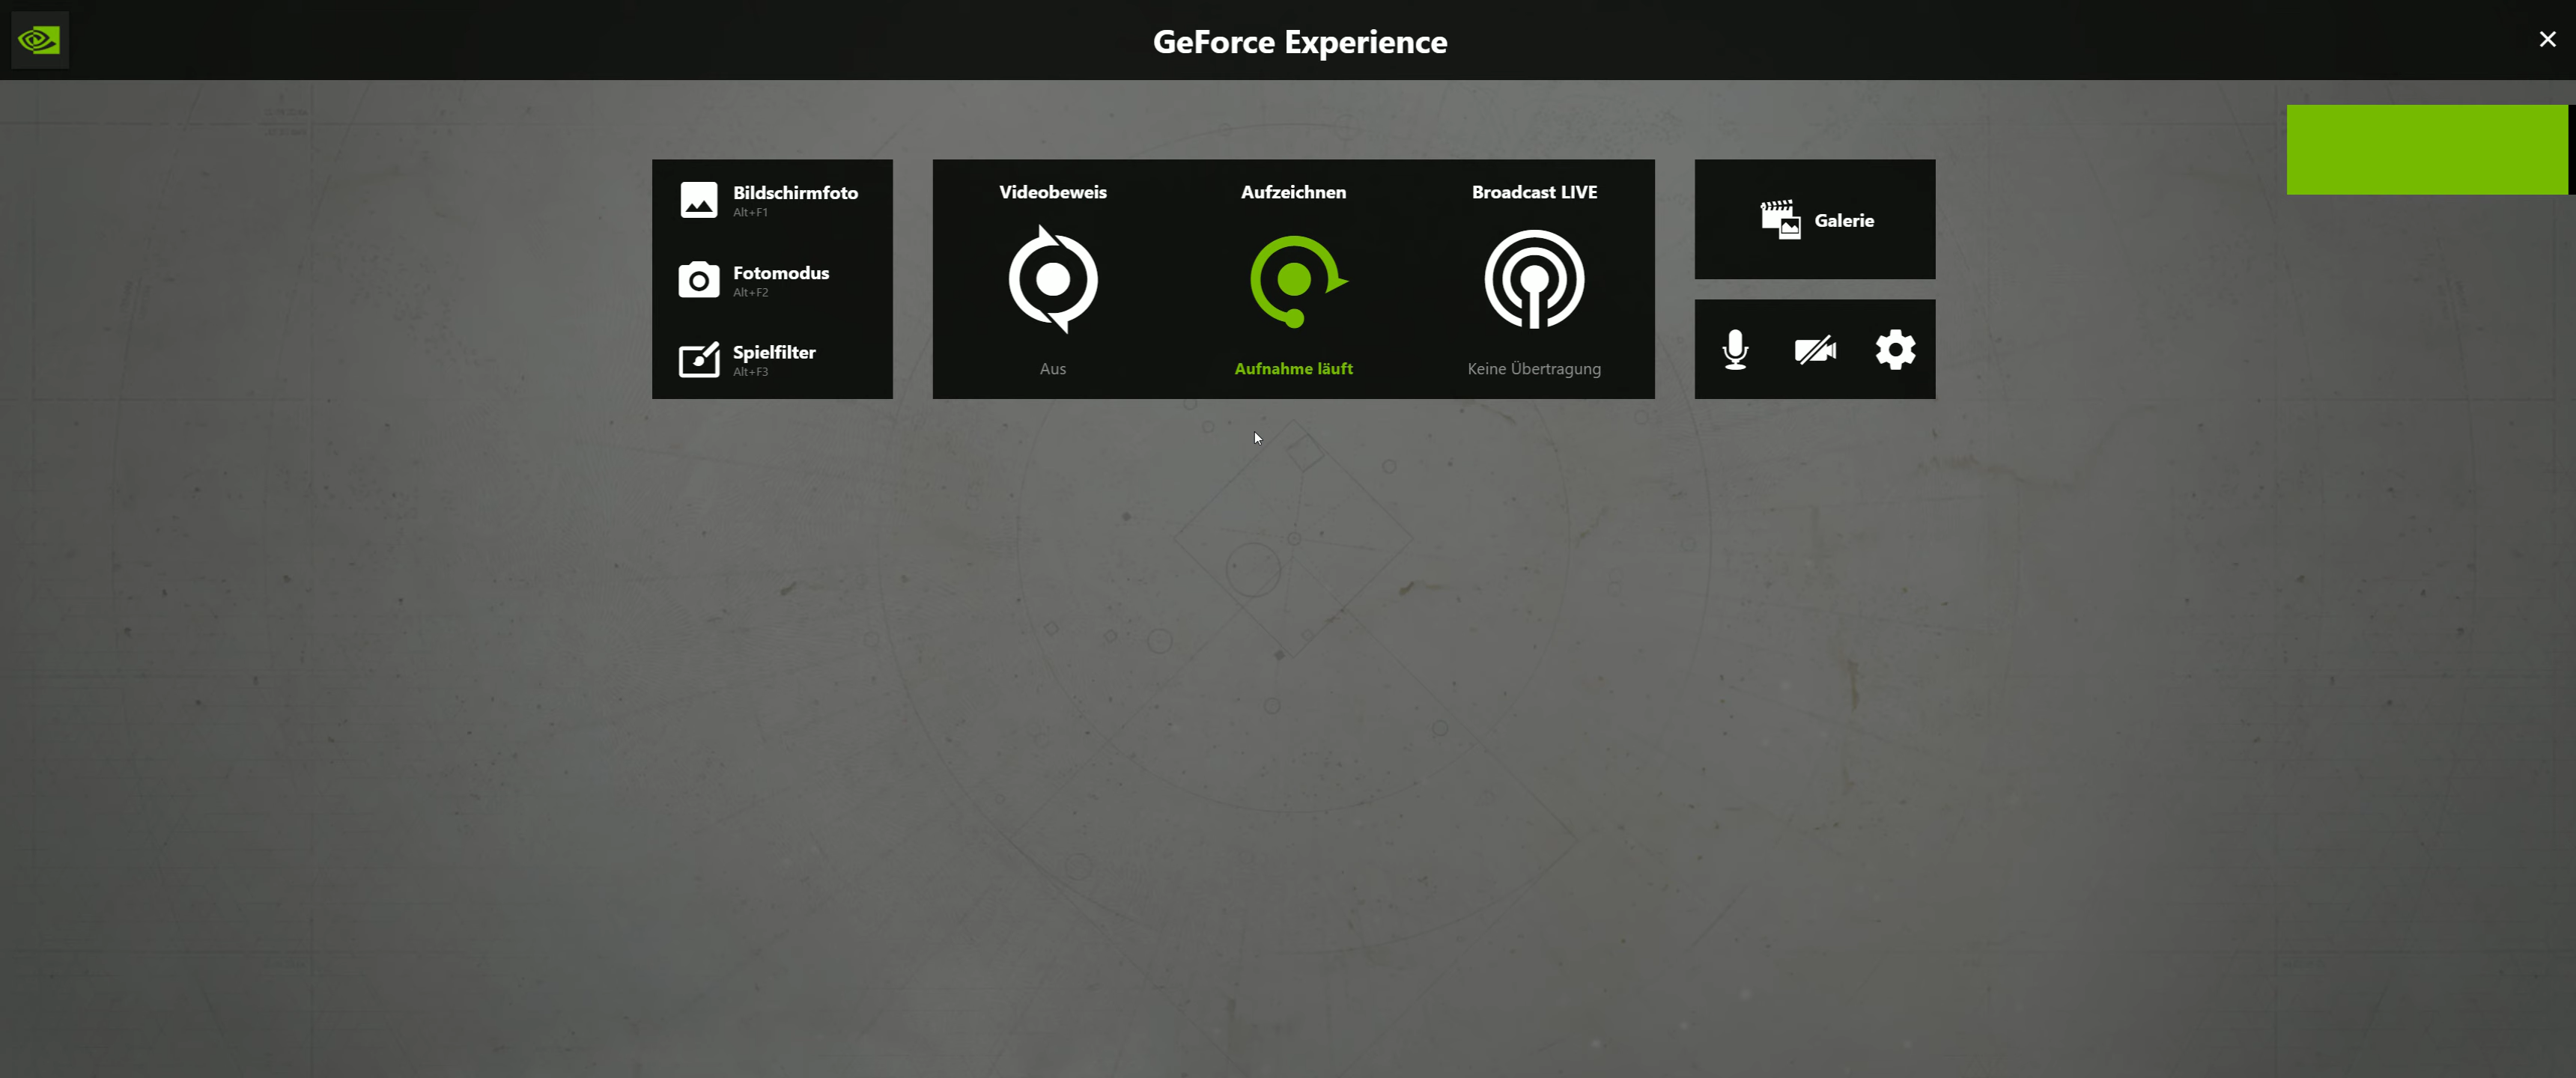 GeForce Experience
Bildschirmfoto
Alt+F1
Fotomodus
Alt+F2
Spielfilter
Alt+F3
Videobeweis
Aus
Aufzeichnen
Aufnahme läuft
Broadcast LIVE
Keine Übertragung
Galerie